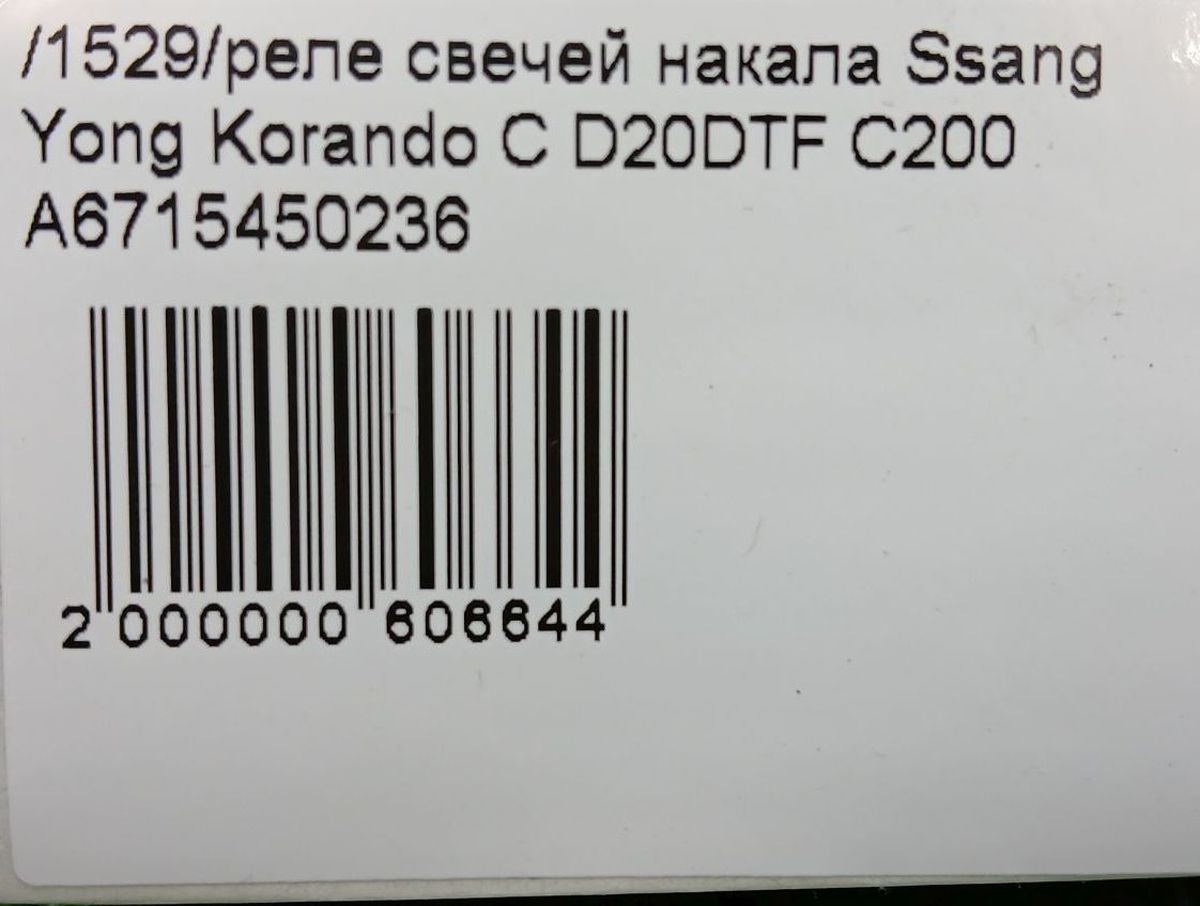 /1529/реле свечей накала Ssang
Yong Korando C D20DTF C200
A6715450236
2 000000 606644